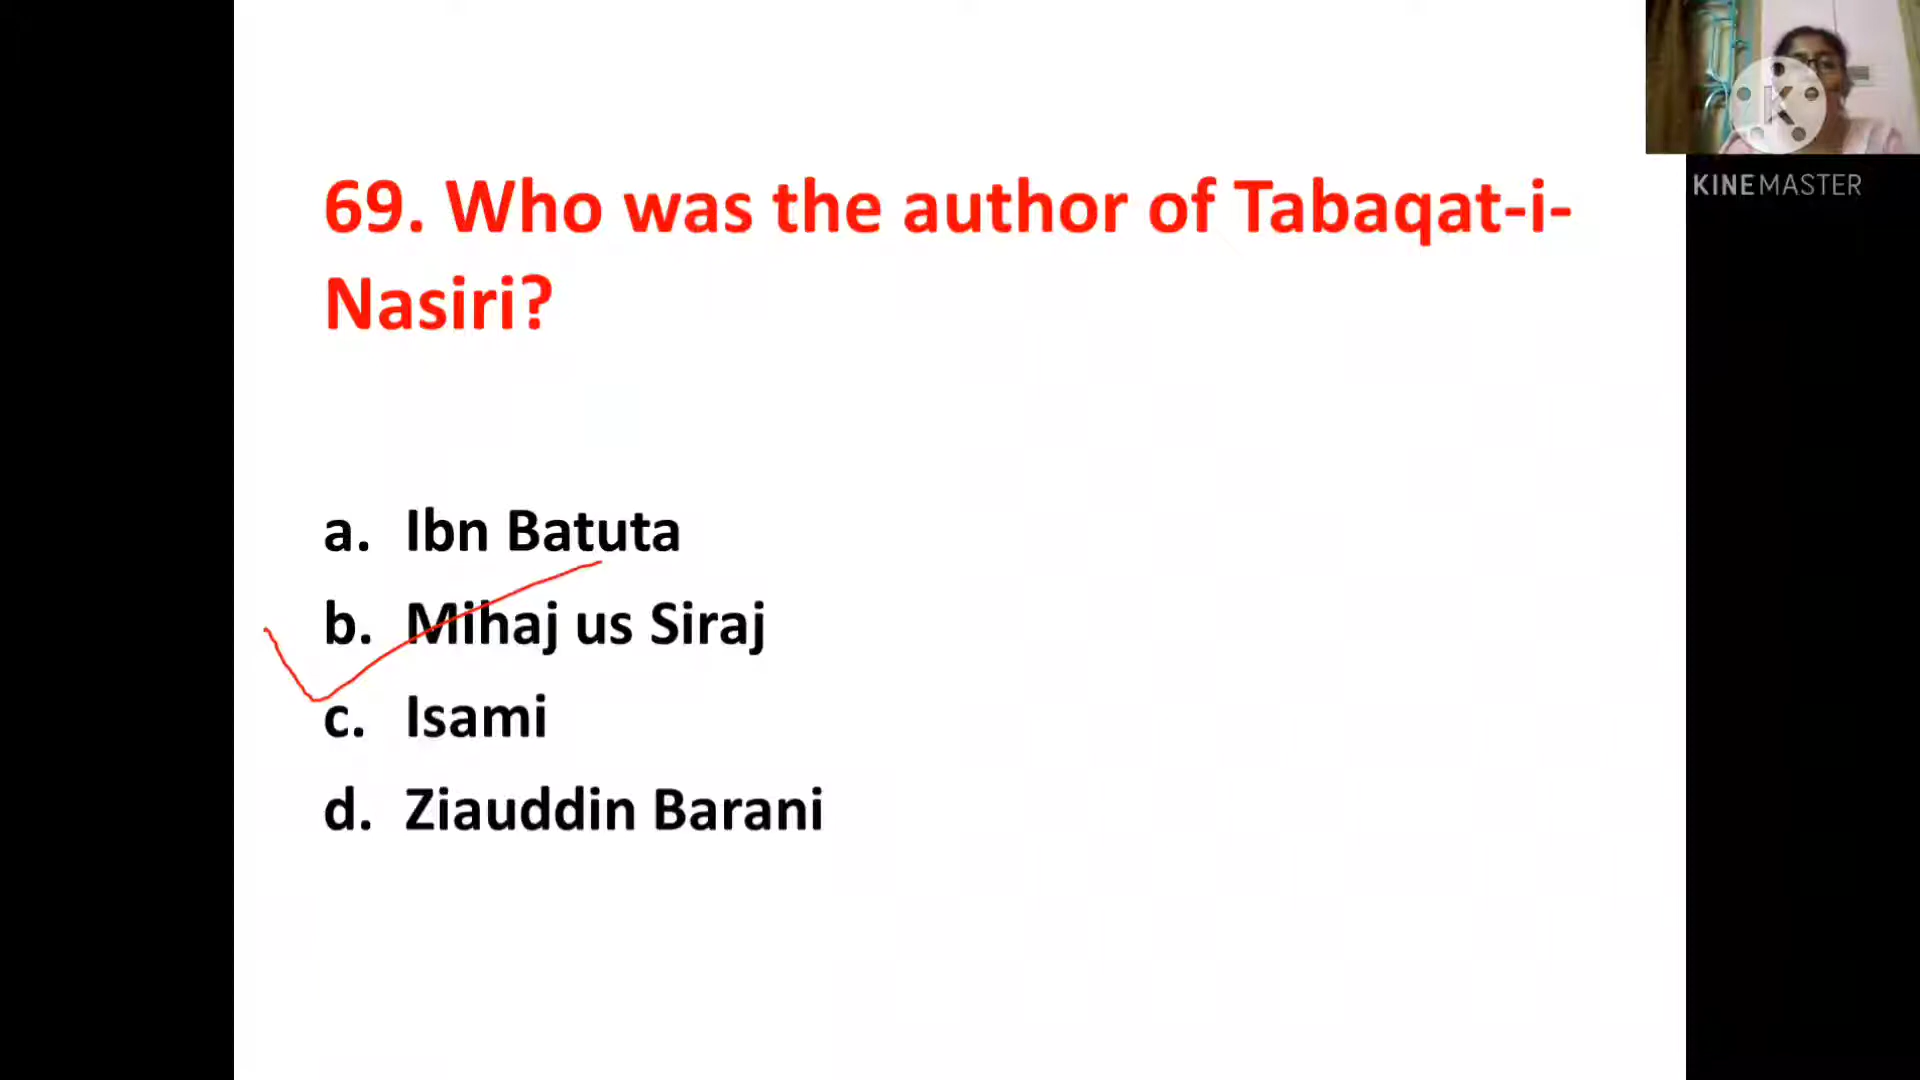 69. Who was the author of Tabaqat-i-
Nasiri?
a. Ibn Batuta
b. Mihaj us Siraj
c. Isami
d. Ziauddin Barani
K
KINEMASTER